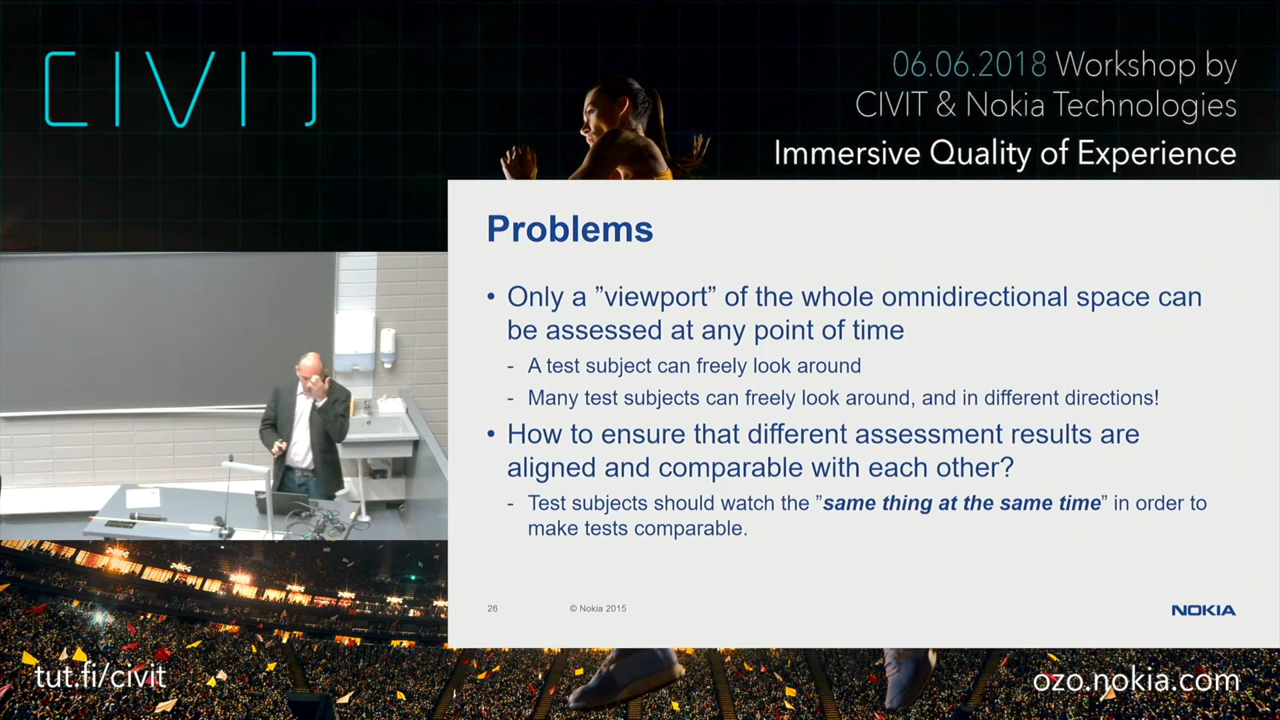 CIVIT
06.06.2018 Workshop by
CIVIT & Nokia Technologies
Immersive Quality of Experience
Problems
• Only a ”viewport” of the whole omnidirectional space can
be assessed at any point of time
- A test subject can freely look around
- Many test subjects can freely look around, and in different directions!
• How to ensure that different assessment results are
aligned and comparable with each other?
- Test subjects should watch the ”same thing at the same time” in order to
make tests comparable.
26
© Nokia 2015
NOKIA
tut.fi/civit
ozo.nokia.com